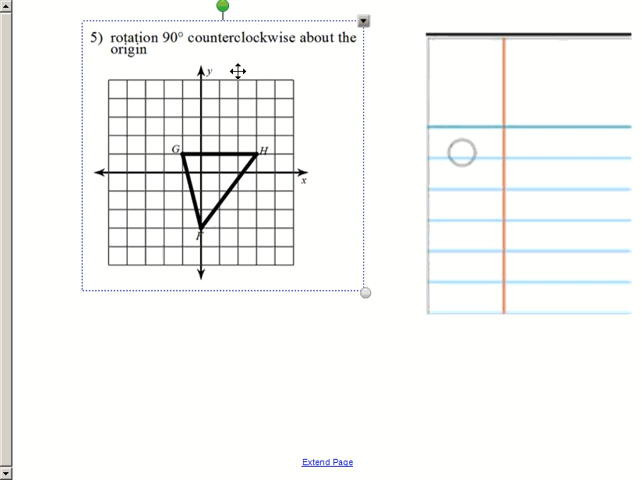 5) rotation 90° counterclockwise about the
origin
y
G
H
x
Extend Page